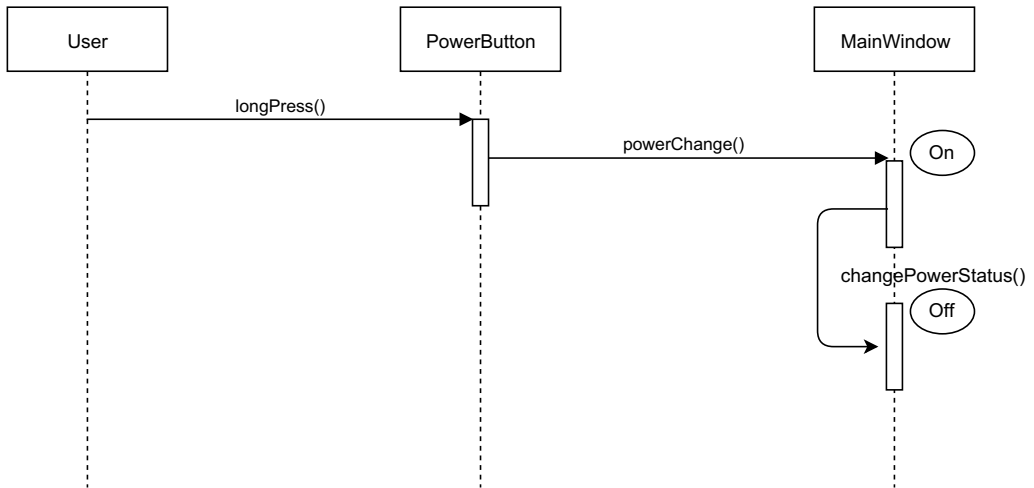 User
PowerButton
MainWindow
longPress()
powerChange()
On
changePowerStatus()
Off